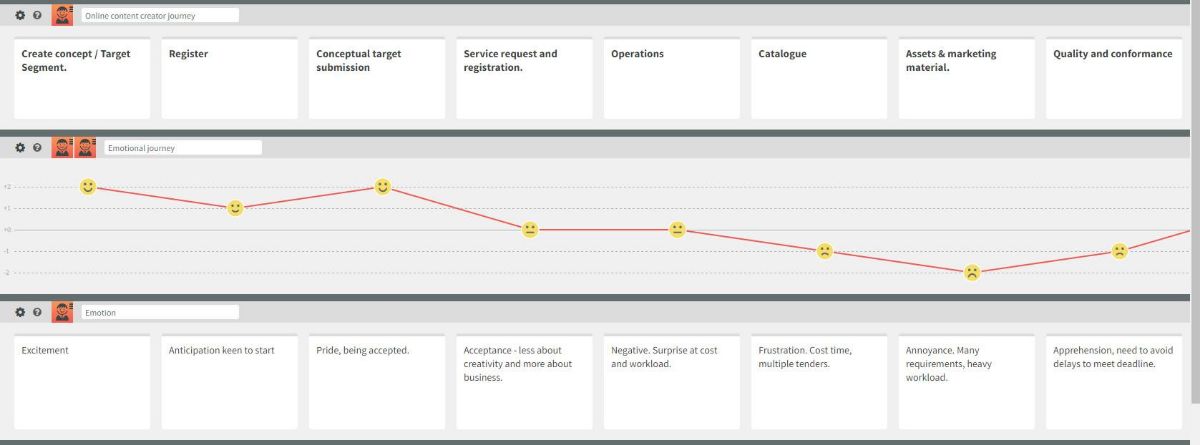 Online content creator journey
Create concept / Target
Segment.
Register
Conceptual target
submission
Service request and
registration.
Operations
Catalogue
Assets & marketing
material.
Quality and conformance
Emotional journey
+2
+1
+0
-1
-2
Emotion
Excitement
Anticipation keen to start
Pride, being accepted.
Acceptance - less about
creativity and more about
business.
Negative. Surprise at cost
and workload.
Frustration. Cost time,
multiple tenders.
Annoyance. Many
requirements, heavy
workload.
Apprehension, need to avoid
delays to meet deadline.